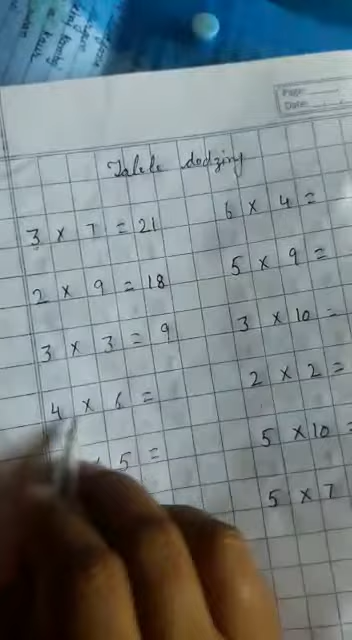 Page:
Date:
Table dodging
3 × 7 = 21
2 × 9 = 18
3 × 3 = 9
4 × 6 =
5 =
6 × 4 =
5 × 9 =
3 × 10 =
2 × 2 =
5 × 10 =
5 × 7